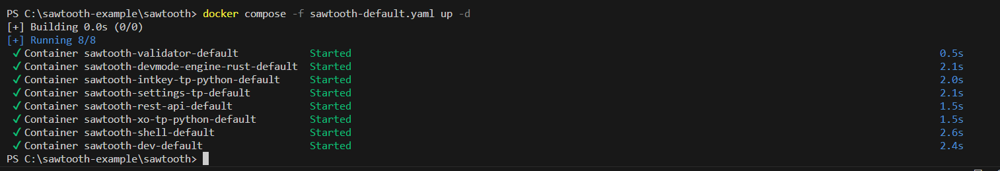 PS C:\sawtooth-example\sawtooth> docker compose -f sawtooth-default.yaml up -d
[+] Building 0.0s (0/0)
[+] Running 8/8
✓ Container sawtooth-validator-default Started 0.5s
✓ Container sawtooth-devmode-engine-rust-default Started 2.1s
✓ Container sawtooth-intkey-tp-python-default Started 2.0s
✓ Container sawtooth-settings-tp-default Started 2.1s
✓ Container sawtooth-rest-api-default Started 1.5s
✓ Container sawtooth-xo-tp-python-default Started 1.5s
✓ Container sawtooth-shell-default Started 2.6s
✓ Container sawtooth-dev-default Started 2.4s
PS C:\sawtooth-example\sawtooth>